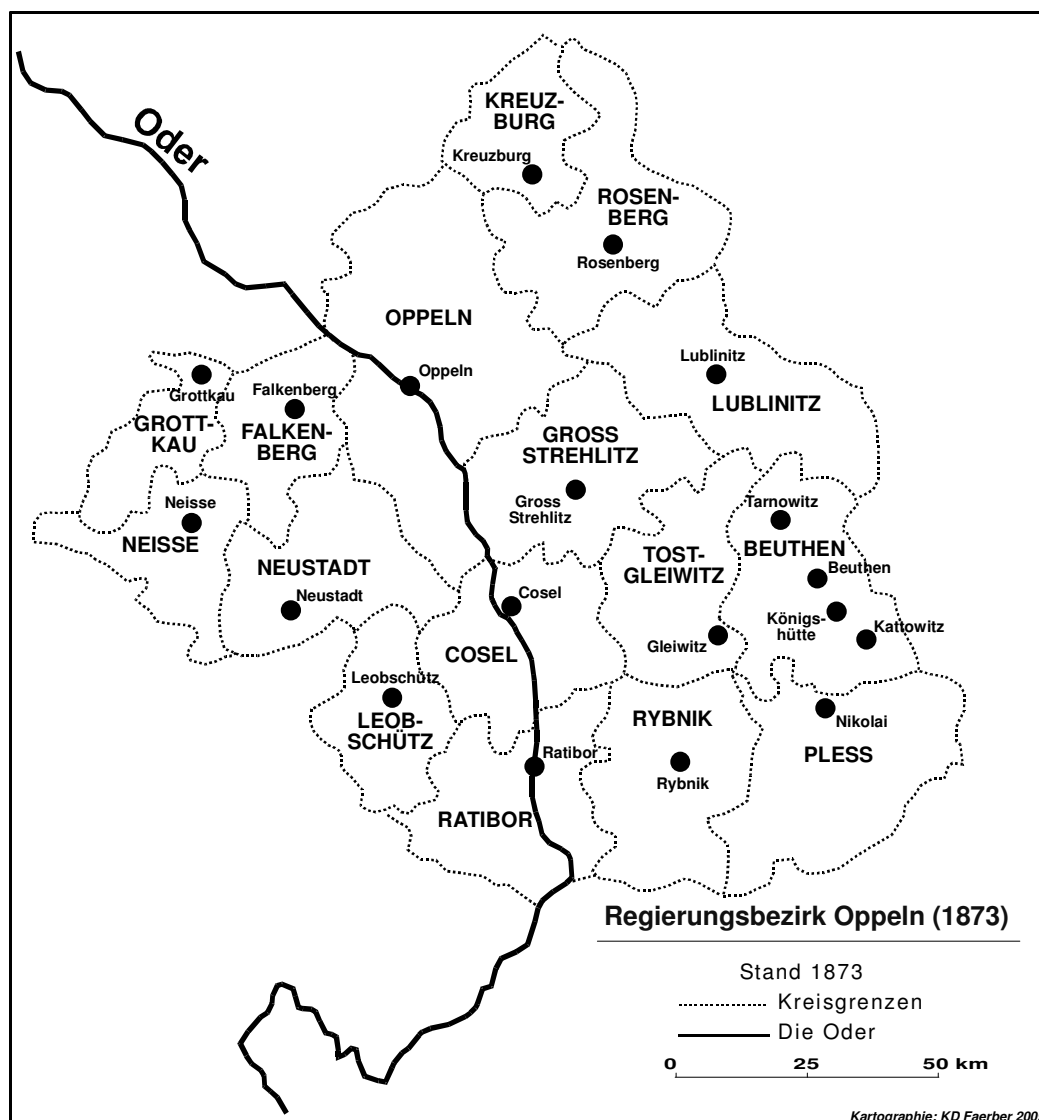 Oder
KREUZ-
BURG
Kreuzburg
ROSEN-
BERG
Rosenberg
OPPELN
Oppeln
Lublinitz
LUBLINITZ
Grottkau
GROTT-
KAU
Falkenberg
FALKEN-
BERG
GROSS
STREHLITZ
Gross
Strehlitz
Neisse
NEISSE
NEUSTADT
Neustadt
Tarnowitz
BEUTHEN
Beuthen
Königs-
hütte
Kattowitz
TOST-
GLEIWITZ
Gleiwitz
Cosel
COSEL
Leobschütz
LEOB-
SCHÜTZ
RYBNIK
Rybnik
Nikolai
PLESS
Ratibor
RATIBOR
Regierungsbezirk Oppeln (1873)
Stand 1873
Kreisgrenzen
Die Oder
0 25 50 km
Kartographie: KD Faerber